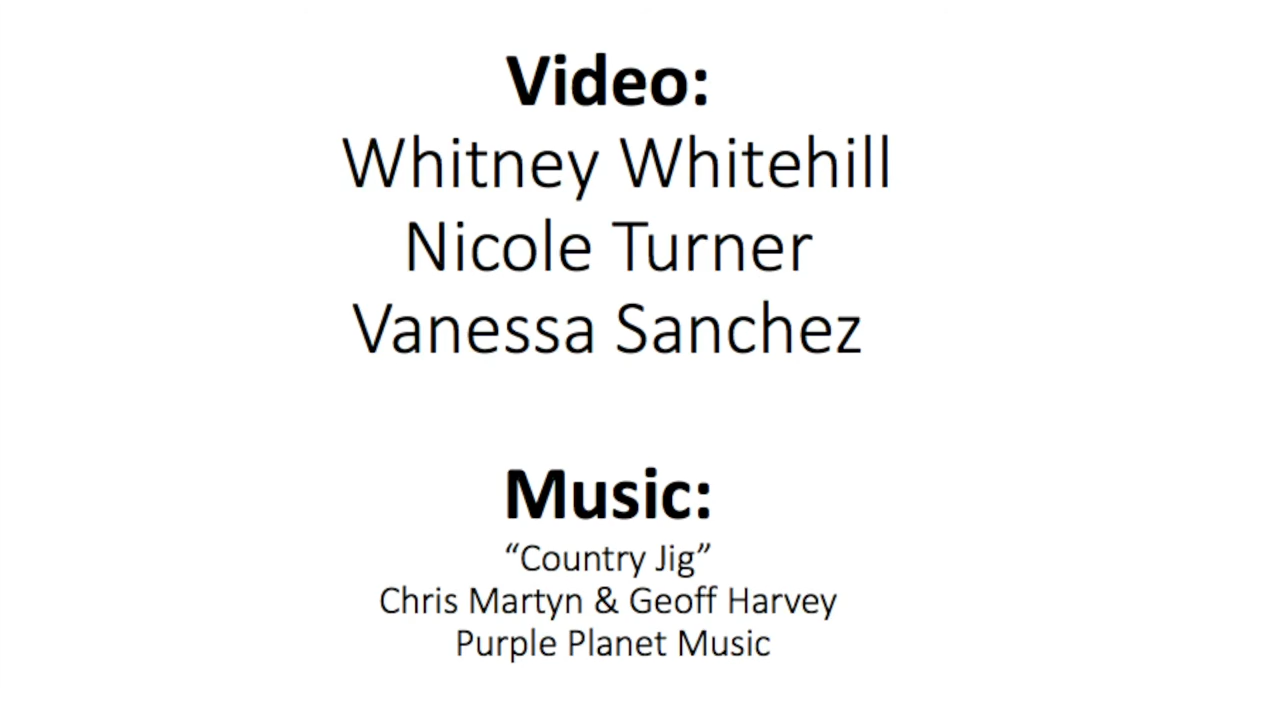 Video:
Whitney Whitehill
Nicole Turner
Vanessa Sanchez
Music:
“Country Jig”
Chris Martyn & Geoff Harvey
Purple Planet Music